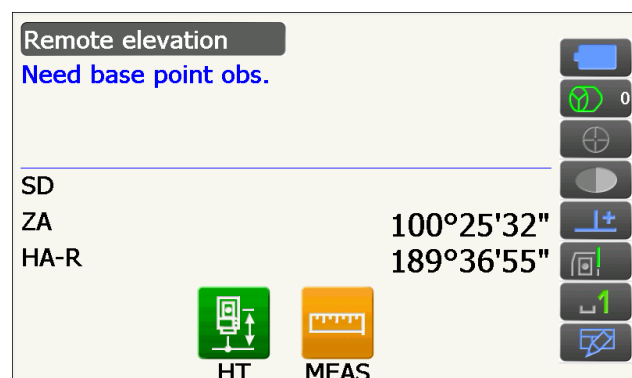 Remote elevation
Need base point obs.
0
SD
ZA 100°25'32"
HA-R 189°36'55"
1
HT MEAS